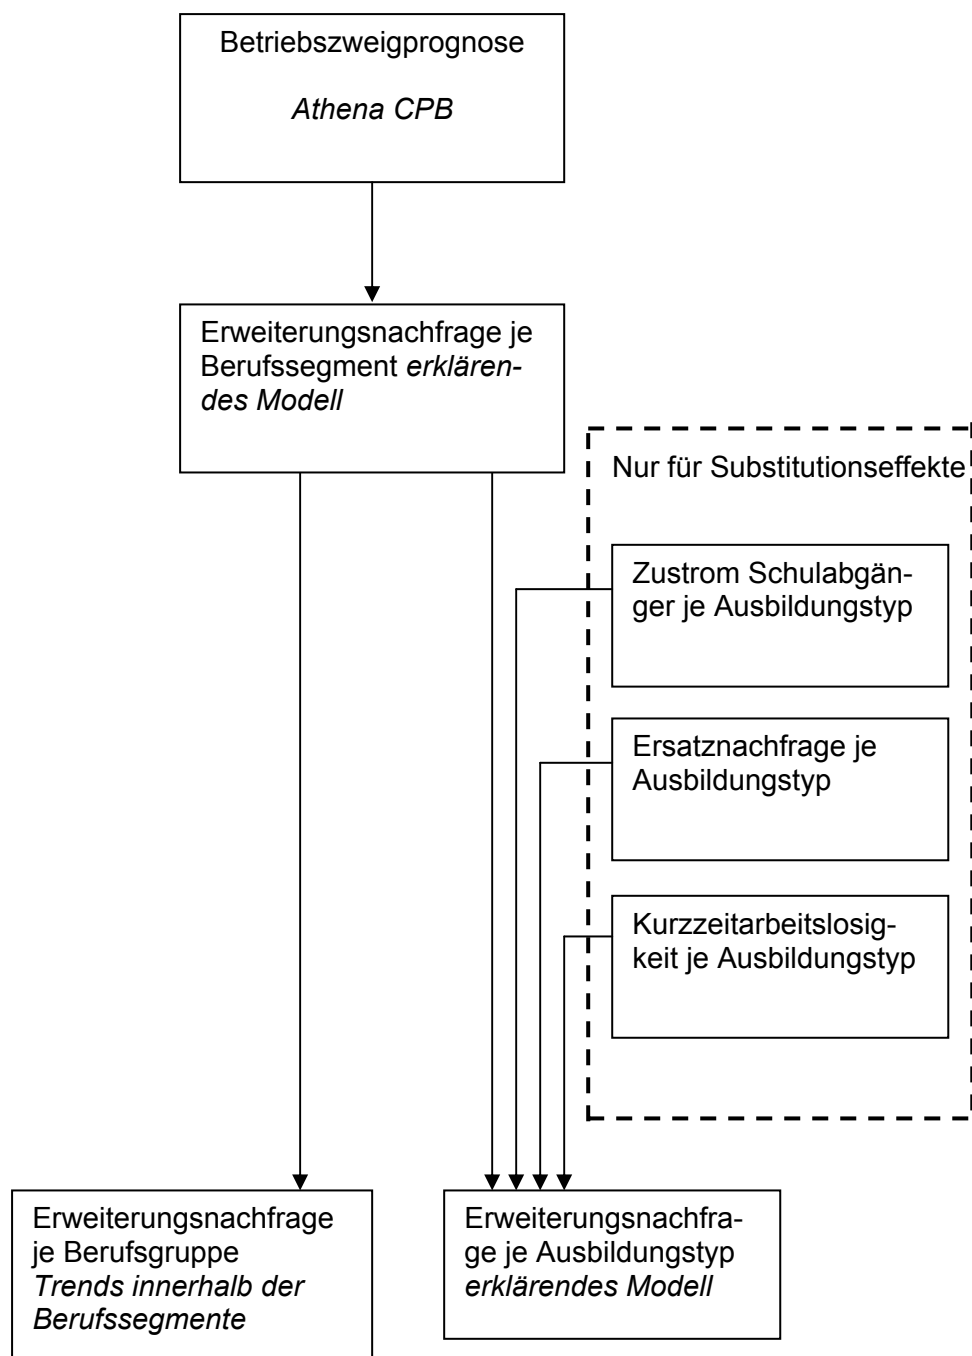 Betriebszweigprognose
Athena CPB
Erweiterungsnachfrage je
Berufssegment erklären-
des Modell
Nur für Substitutionseffekte
Zustrom Schulabgän-
ger je Ausbildungstyp
Ersatznachfrage je
Ausbildungstyp
Kurzzeitarbeitslosig-
keit je Ausbildungstyp
Erweiterungsnachfrage
je Berufsgruppe
Trends innerhalb der
Berufssegmente
Erweiterungsnachfra-
ge je Ausbildungstyp
erklärendes Modell